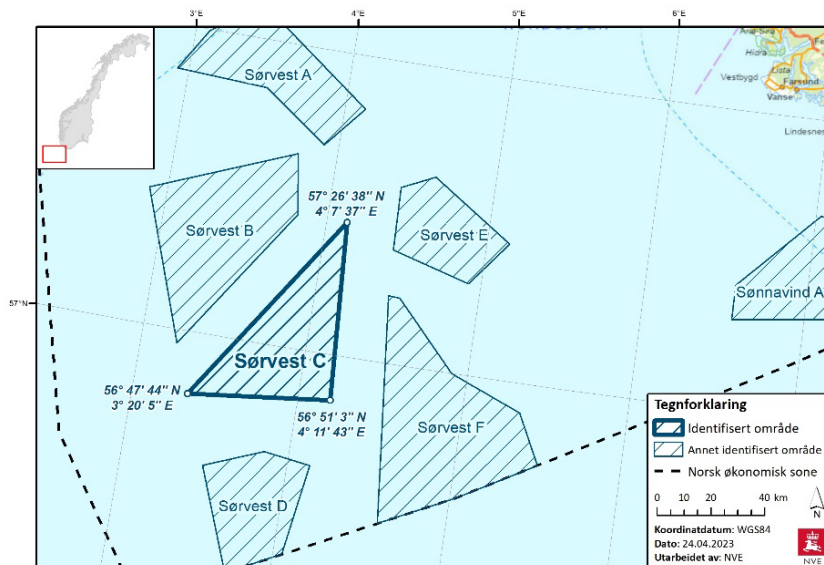 3°E
4°E
5°E
6°E
Hidra
Lista
Vestbygd
Farsund
Vanse
Lindesnes
Sørvest A
57° 26' 38'' N
4° 7' 37'' E
Sørvest B
Sørvest E
Sønnavind A
57°N
Sørvest C
56° 47' 44'' N
3° 20' 5'' E
56° 51' 3'' N
4° 11' 43'' E
Sørvest F
Sørvest D
Tegnforklaring
Identifisert område
Annet identifisert område
Norsk økonomisk sone
0 10 20 40 km
N
Koordinatdatum: WGS84
Dato: 24.04.2023
Utarbeidet av: NVE
NVE